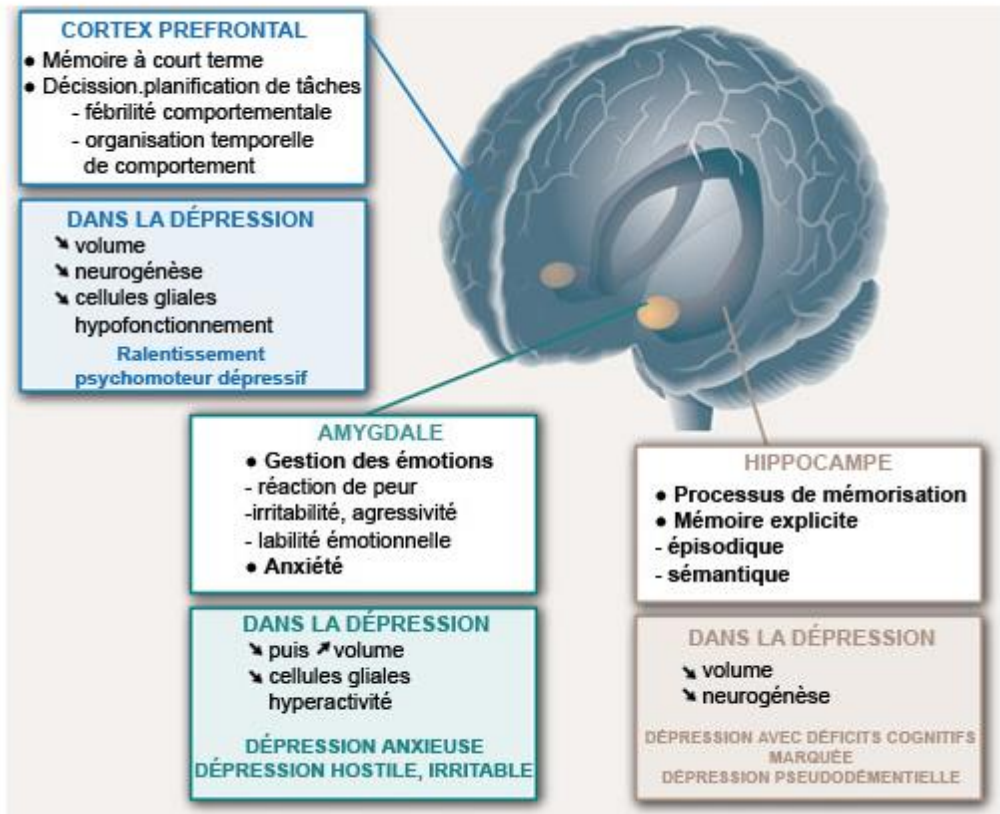 CORTEX PREFRONTAL
● Mémoire à court terme
● Décission.planification de tâches
- fébrilité comportementale
- organisation temporelle
de comportement
DANS LA DÉPRESSION
↘ volume
↘ neurogénèse
↘ cellules gliales
hypofonctionnement
Ralentissement
psychomoteur dépressif
AMYGDALE
● Gestion des émotions
- réaction de peur
-irritabilité, agressivité
- labilité émotionnelle
● Anxiété
DANS LA DÉPRESSION
↘ puis ↗ volume
↘ cellules gliales
hyperactivité
DÉPRESSION ANXIEUSE
DÉPRESSION HOSTILE, IRRITABLE
HIPPOCAMPE
● Processus de mémorisation
● Mémoire explicite
- épisodique
- sémantique
DANS LA DÉPRESSION
↘ volume
↘ neurogénèse
DÉPRESSION AVEC DÉFICITS COGNITIFS
MARQUÉE
DÉPRESSION PSEUDODÉMENTIELLE